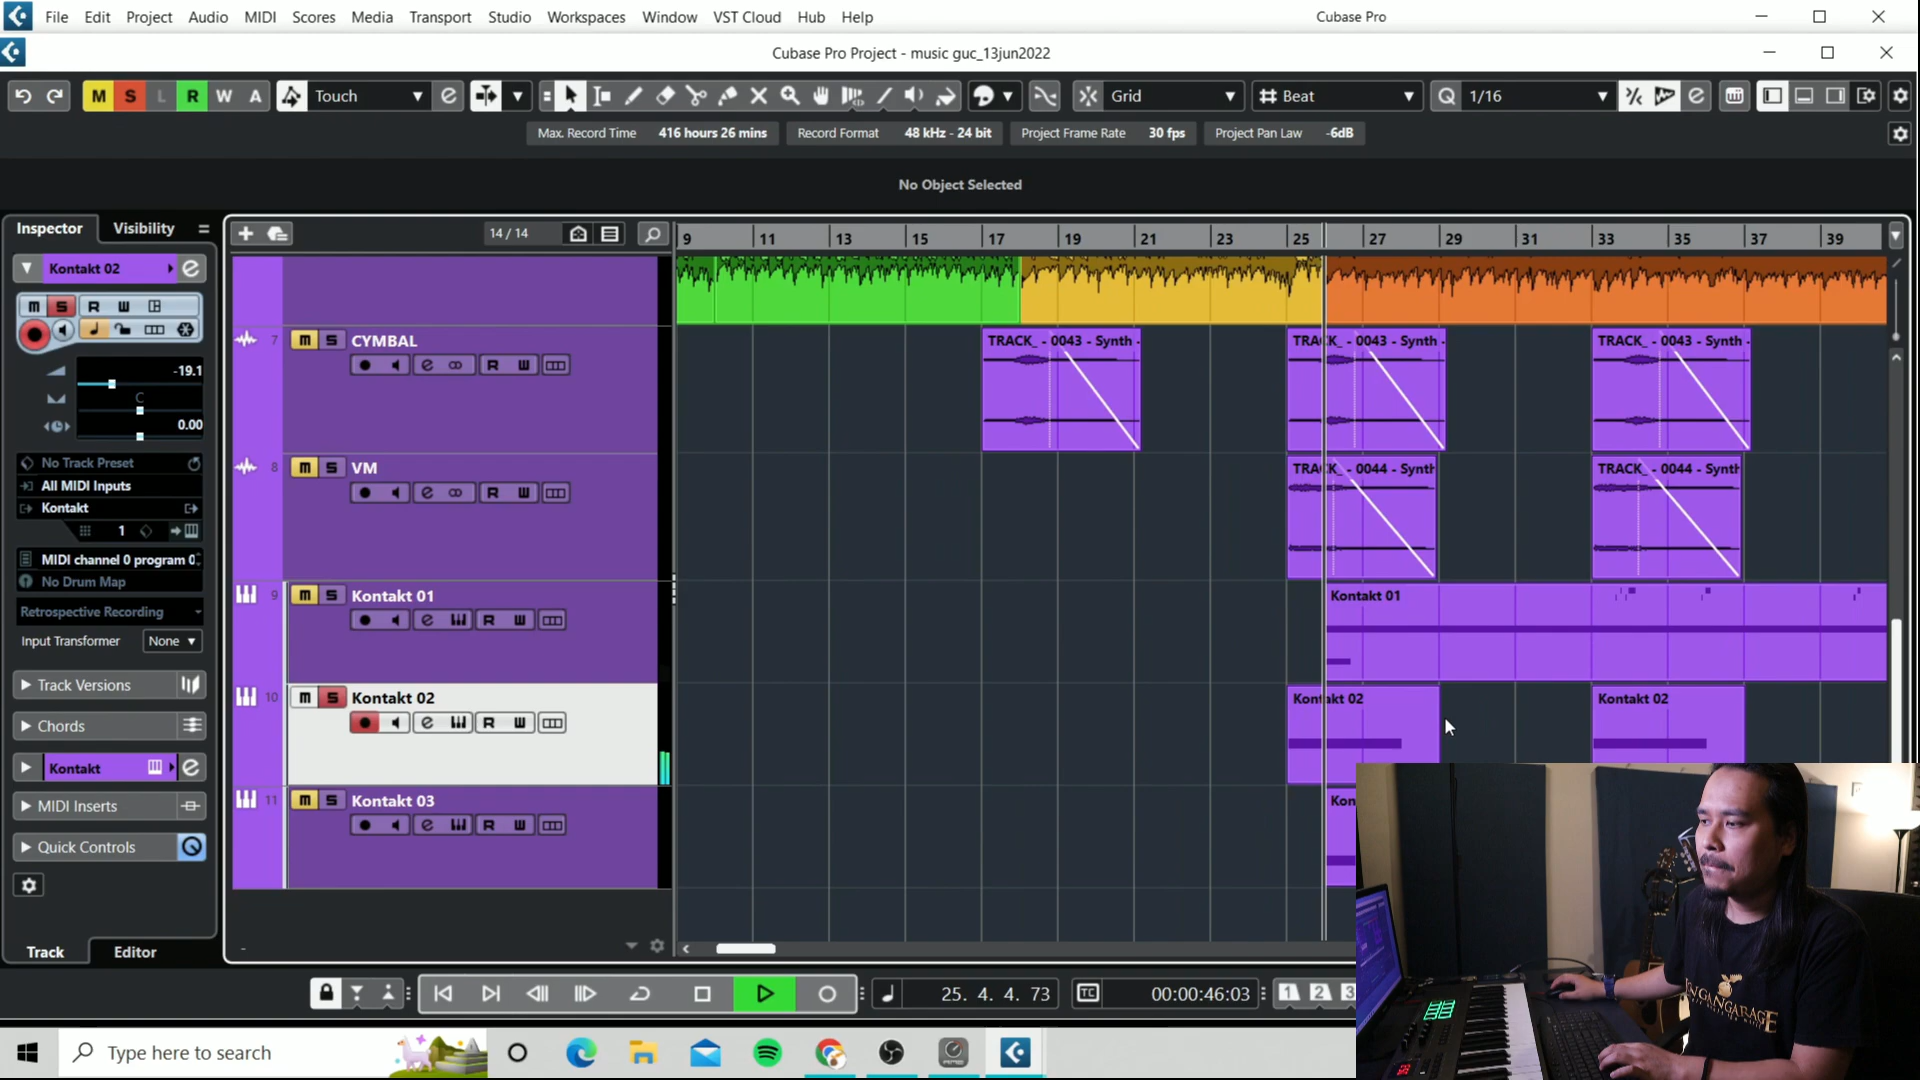 File Edit Project Audio MIDI Scores Media Transport Studio Workspaces Window VST Cloud Hub Help
Cubase Pro
Cubase Pro Project - music guc_13jun2022
M S L R W A Touch Grid Beat Q 1/16
Max. Record Time 416 hours 26 mins Record Format 48 kHz - 24 bit Project Frame Rate 30 fps Project Pan Law -6dB
No Object Selected
Inspector Visibility
14 / 14
9 11 13 15 17 19 21 23 25 27 29 31 33 35 37 39
Kontakt 02
-19.1
C
0.00
No Track Preset
All MIDI Inputs
Kontakt
1
MIDI channel 0 program 0
No Drum Map
Retrospective Recording
Input Transformer None
Track Versions
Chords
Kontakt
MIDI Inserts
Quick Controls
Track Editor
7 M S CYMBAL
8 M S VM
9 M S Kontakt 01
10 M S Kontakt 02
11 M S Kontakt 03
TRACK_ - 0043 - Synth - TRACK_ - 0043 - Synth - TRACK_ - 0043 - Synth -
TRACK_ - 0044 - Synth TRACK_ - 0044 - Synth
Kontakt 01
Kontakt 02 Kontakt 02
Kon
25. 4. 4. 73
TC 00:00:46:03
1 2 3
Type here to search